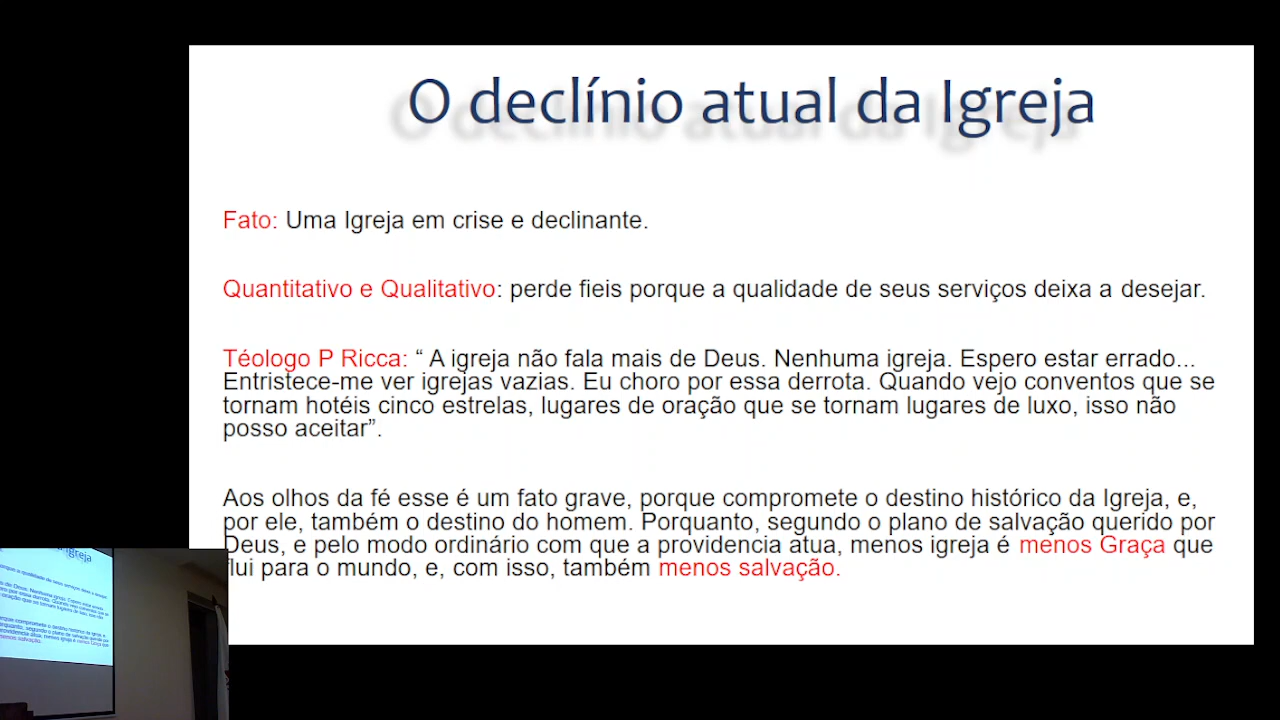 O declínio atual da Igreja
Fato: Uma Igreja em crise e declinante.
Quantitativo e Qualitativo: perde fieis porque a qualidade de seus serviços deixa a desejar.
Téologo P Ricca: “ A igreja não fala mais de Deus. Nenhuma igreja. Espero estar errado...
Entristece-me ver igrejas vazias. Eu choro por essa derrota. Quando vejo conventos que se
tornam hotéis cinco estrelas, lugares de oração que se tornam lugares de luxo, isso não
posso aceitar”.
Aos olhos da fé esse é um fato grave, porque compromete o destino histórico da Igreja, e,
por ele, também o destino do homem. Porquanto, segundo o plano de salvação querido por
Deus, e pelo modo ordinário com que a providencia atua, menos igreja é menos Graça que
flui para o mundo, e, com isso, também menos salvação.